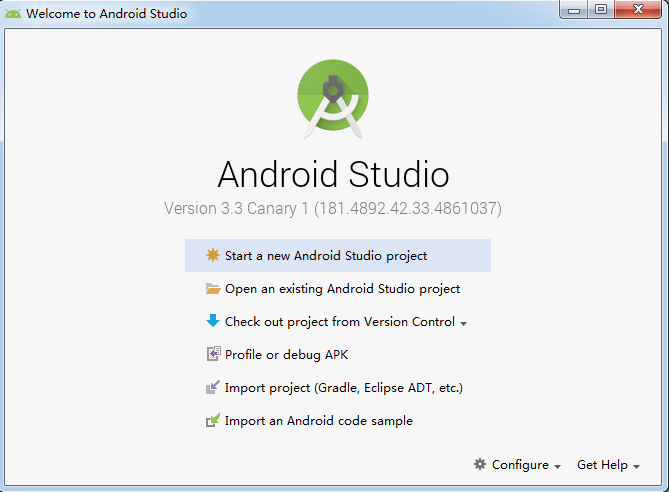 Welcome to Android Studio
Android Studio
Version 3.3 Canary 1 (181.4892.42.33.4861037)
Start a new Android Studio project
Open an existing Android Studio project
Check out project from Version Control
Profile or debug APK
Import project (Gradle, Eclipse ADT, etc.)
Import an Android code sample
Configure Get Help